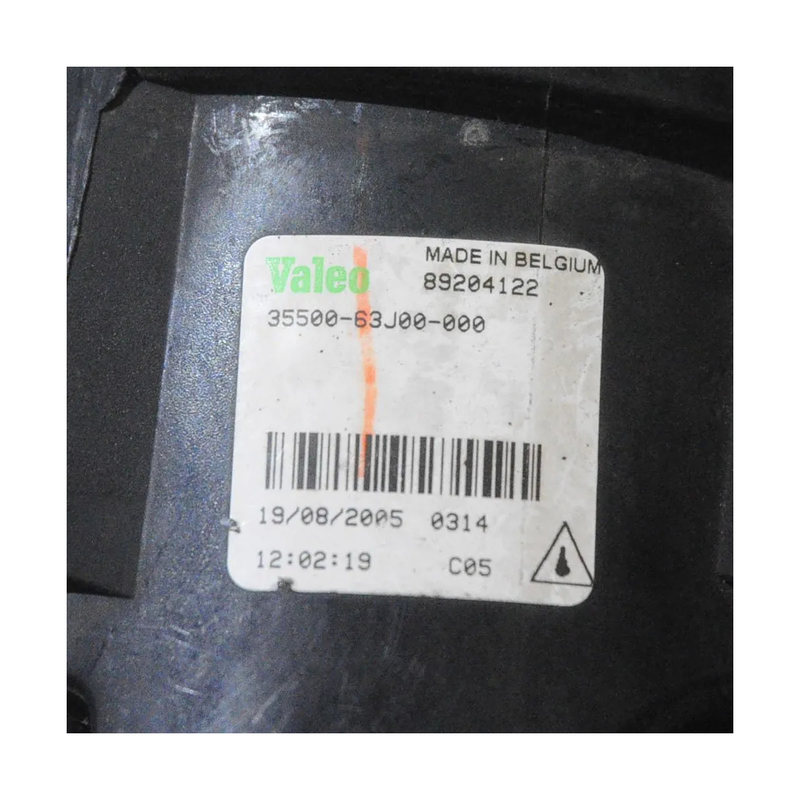 Valeo MADE IN BELGIUM
89204122
35500-63J00-000
19/08/2005 0314
12:02:19 C05